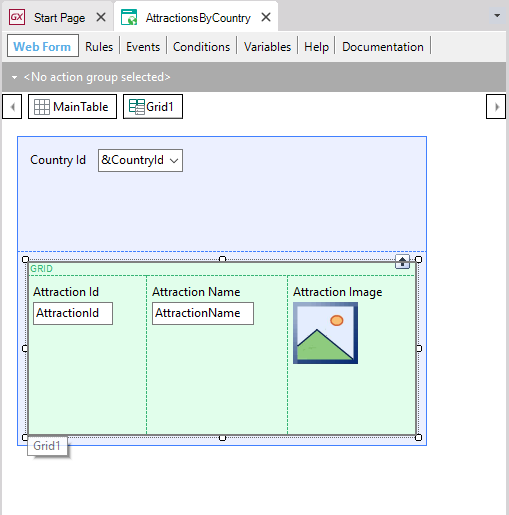 GX Start Page AttractionsByCountry
Web Form Rules Events Conditions Variables Help Documentation
<No action group selected>
MainTable Grid1
Country Id &CountryId
GRID
Attraction Id Attraction Name Attraction Image
AttractionId AttractionName
Grid1